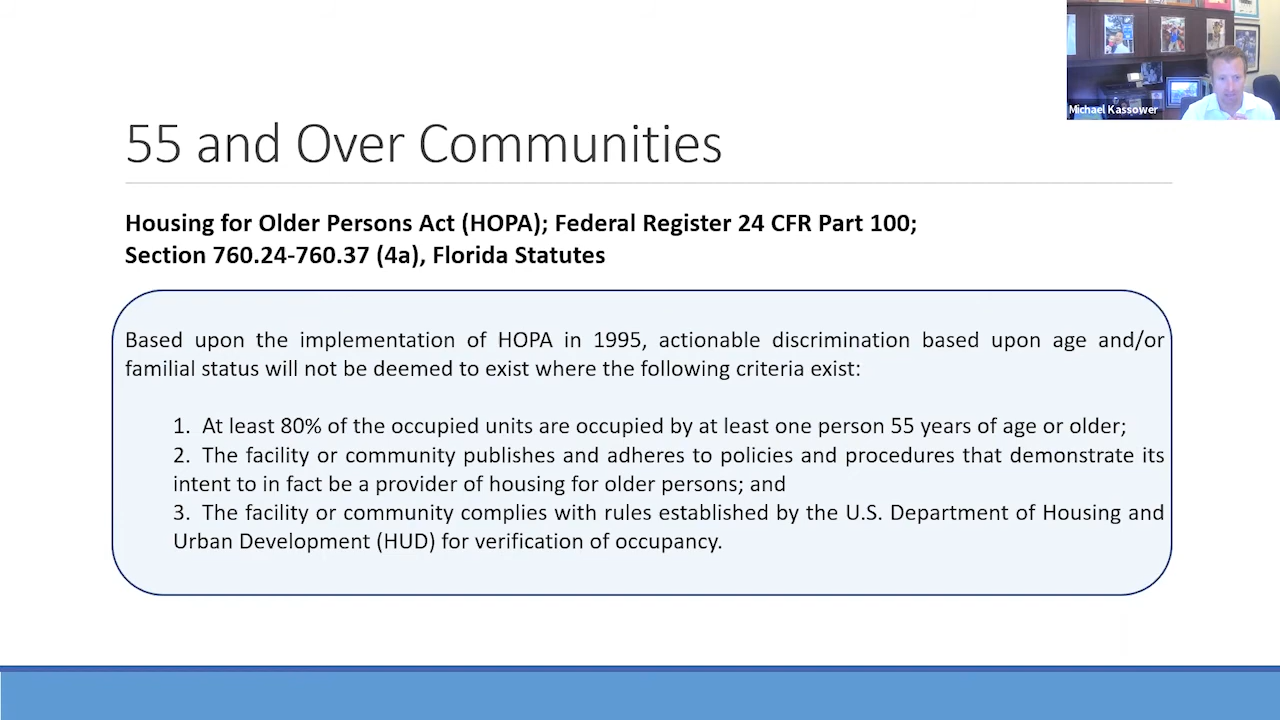 Michael Kassower
55 and Over Communities
Housing for Older Persons Act (HOPA); Federal Register 24 CFR Part 100;
Section 760.24-760.37 (4a), Florida Statutes
Based upon the implementation of HOPA in 1995, actionable discrimination based upon age and/or
familial status will not be deemed to exist where the following criteria exist:
1. At least 80% of the occupied units are occupied by at least one person 55 years of age or older;
2. The facility or community publishes and adheres to policies and procedures that demonstrate its
intent to in fact be a provider of housing for older persons; and
3. The facility or community complies with rules established by the U.S. Department of Housing and
Urban Development (HUD) for verification of occupancy.